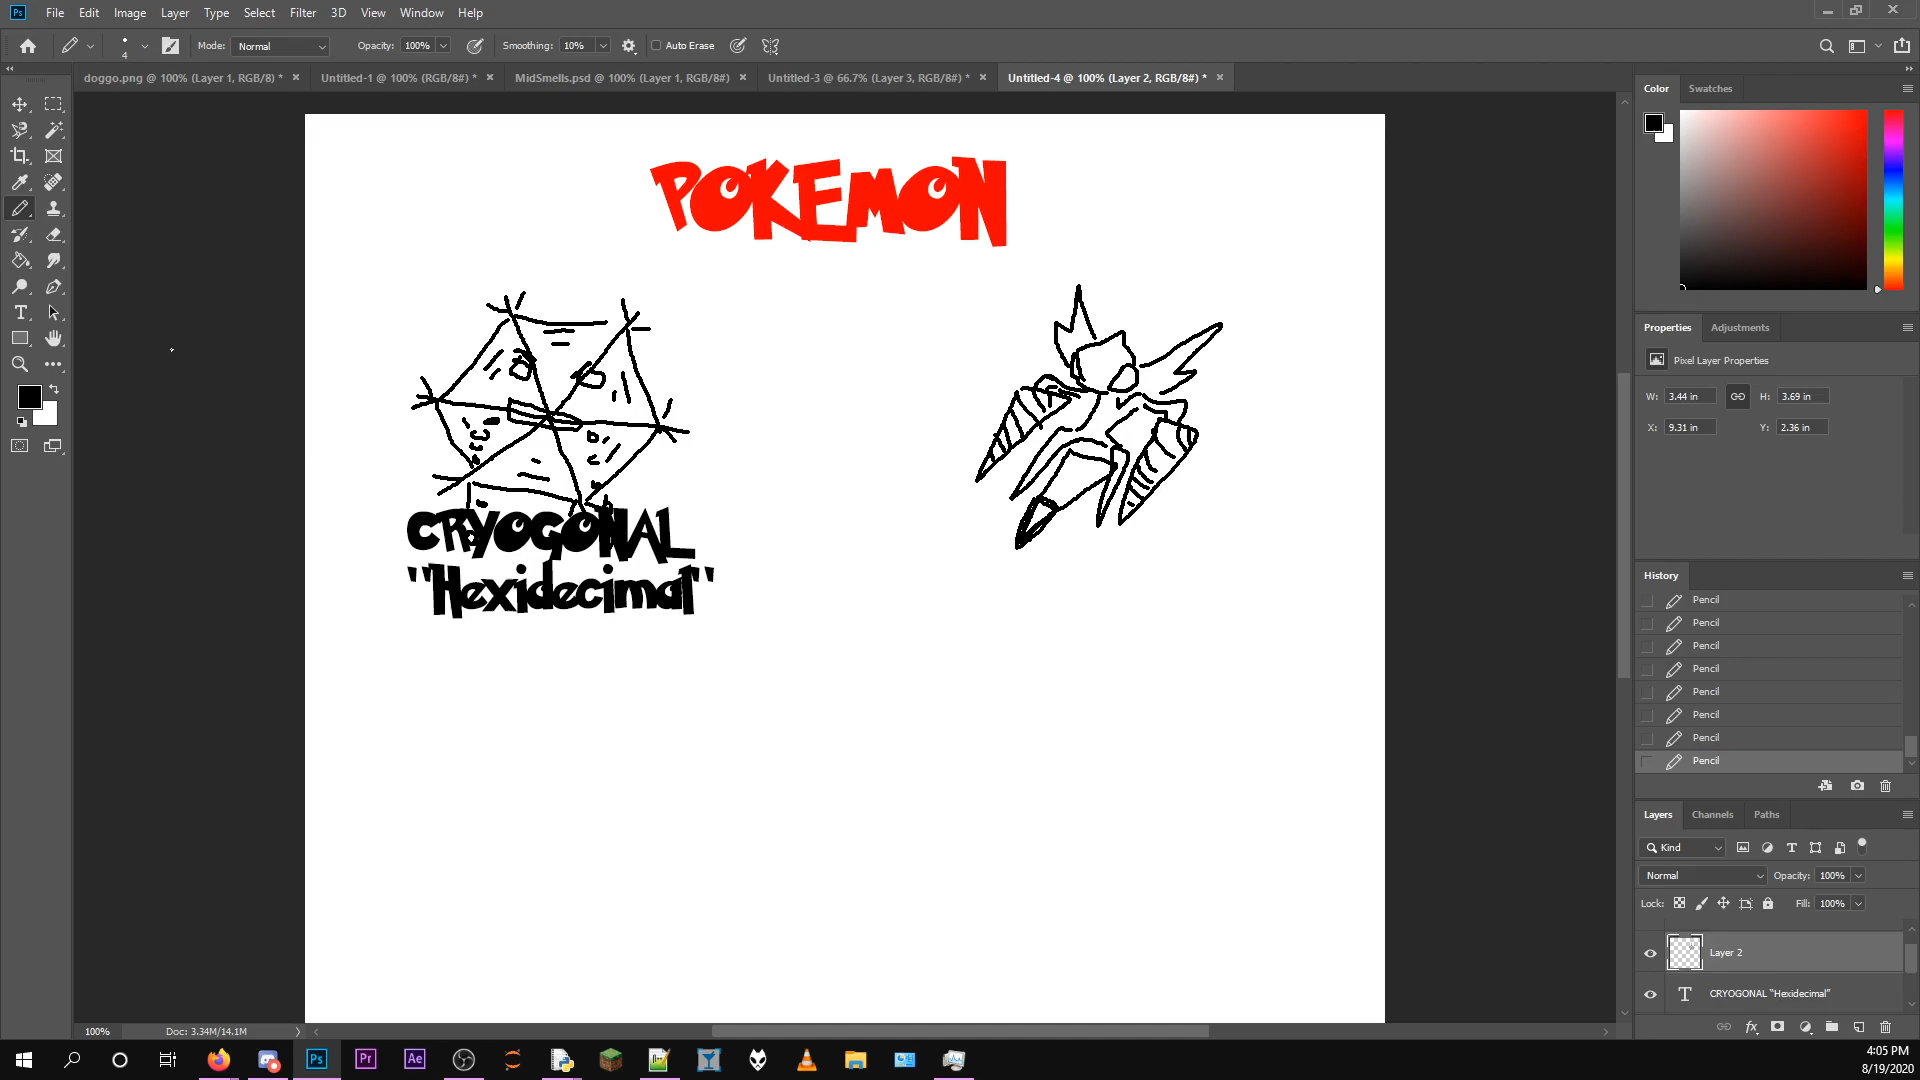 File Edit Image Layer Type Select Filter 3D View Window Help
4 Mode: Normal Opacity: 100% Smoothing: 10% Auto Erase
doggo.png @ 100% (Layer 1, RGB/8) * Untitled-1 @ 100% (RGB/8#) * MidSmells.psd @ 100% (Layer 1, RGB/8#) Untitled-3 @ 66.7% (Layer 3, RGB/8#) * Untitled-4 @ 100% (Layer 2, RGB/8#) *
Color Swatches
POKEMON
CRYOGONAL
"Hexidecimal"
Properties Adjustments
Pixel Layer Properties
W: 3.44 in H: 3.69 in
X: 9.31 in Y: 2.36 in
History
Pencil
Pencil
Pencil
Pencil
Pencil
Pencil
Pencil
Pencil
Layers Channels Paths
Kind
Normal Opacity: 100%
Lock: Fill: 100%
Layer 2
CRYOGONAL "Hexidecimal"
100% Doc: 3.34M/14.1M
4:05 PM
8/19/2020